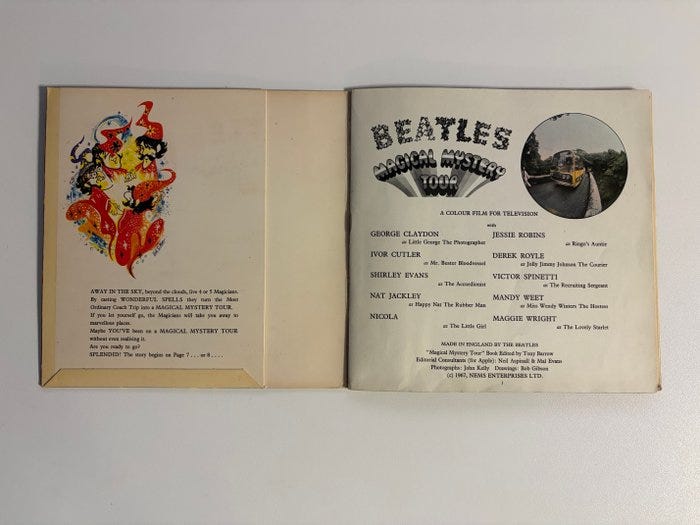 AWAY IN THE SKY, beyond the clouds, live 4 or 5 Magicians.
By casting WONDERFUL SPELLS they turn the Most
Ordinary Coach Trip into a MAGICAL MYSTERY TOUR.
If you let yourself go, the Magicians will take you away to
marvellous places.
Maybe YOU'VE been on a MAGICAL MYSTERY TOUR
without even realising it.
Are you ready to go?
SPLENDID! The story begins on Page 7 . . . or 8 . . . .
BEATLES
MAGICAL MYSTERY
TOUR
A COLOUR FILM FOR TELEVISION
with
GEORGE CLAYDON
as Little George The Photographer
JESSIE ROBINS
as Ringo's Auntie
IVOR CUTLER
as Mr. Buster Bloodvessel
DEREK ROYLE
as Jolly Jimmy Johnson The Courier
SHIRLEY EVANS
as The Accordionist
VICTOR SPINETTI
as The Recruiting Sergeant
NAT JACKLEY
as Happy Nat The Rubber Man
MANDY WEET
as Miss Wendy Winters The Hostess
NICOLA
as The Little Girl
MAGGIE WRIGHT
as The Lovely Starlet
MADE IN ENGLAND BY THE BEATLES
"Magical Mystery Tour" Book Edited by Tony Barrow
Editorial Consultants (for Apple): Neil Aspinall & Mal Evans
Photographs: John Kelly Drawings: Bob Gibson
(c) 1967, NEMS ENTERPRISES LTD.
1